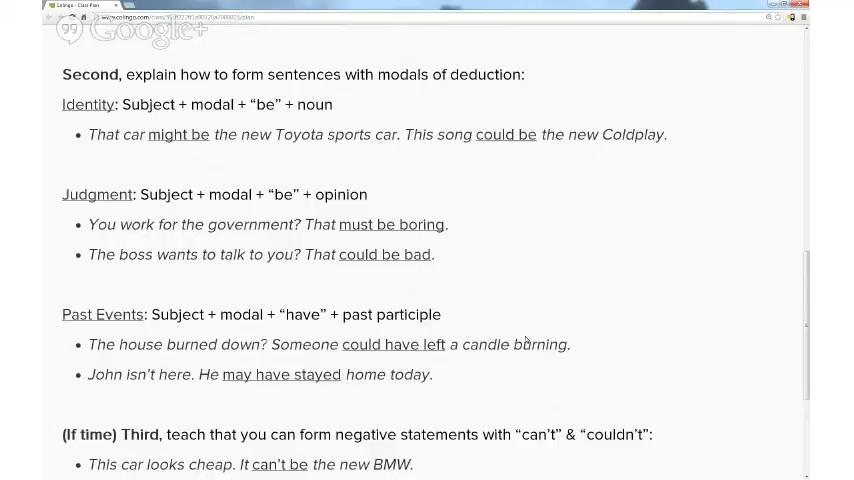 Colingo - Class Plan
Google+
Second, explain how to form sentences with modals of deduction:
Identity: Subject + modal + “be” + noun
• That car might be the new Toyota sports car. This song could be the new Coldplay.
Judgment: Subject + modal + “be” + opinion
• You work for the government? That must be boring.
• The boss wants to talk to you? That could be bad.
Past Events: Subject + modal + “have” + past participle
• The house burned down? Someone could have left a candle burning.
• John isn’t here. He may have stayed home today.
(If time) Third, teach that you can form negative statements with “can’t” & “couldn’t”:
• This car looks cheap. It can’t be the new BMW.